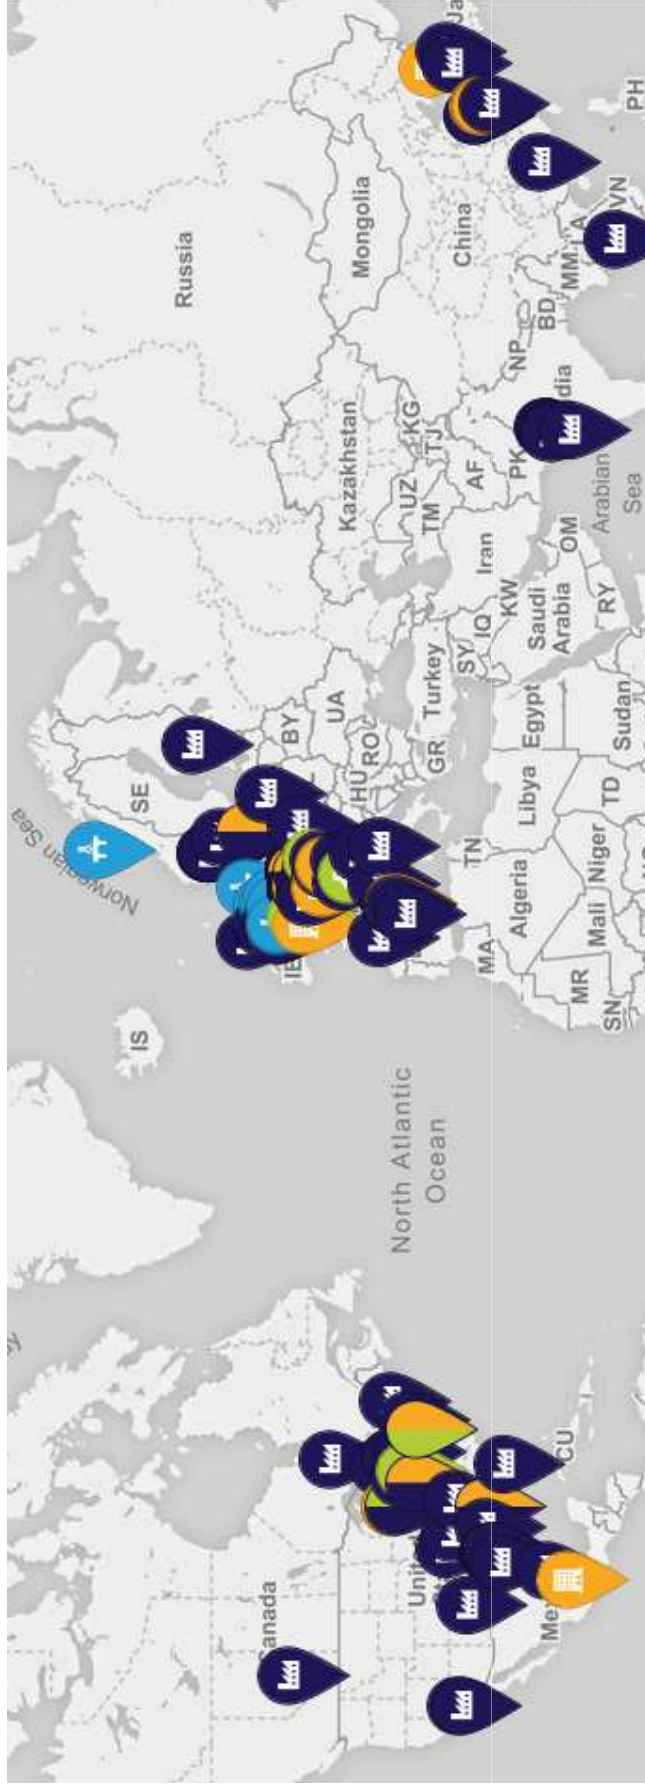 Norwegian Sea
Russia
SE
IS
Canada
Kazakhstan
Mongolia
BY
UA
HU
RO
GR
Turkey
UZ
KG
TM
TJ
China
North Atlantic
Ocean
TN
SY
IQ
Iran
AF
PK
NP
KW
MA
Algeria
Libya
Egypt
Saudi
Arabia
OM
BD
MM
LA
VN
PH
CU
MR
Mali
Niger
TD
Sudan
RY
SN
Arabian
Sea